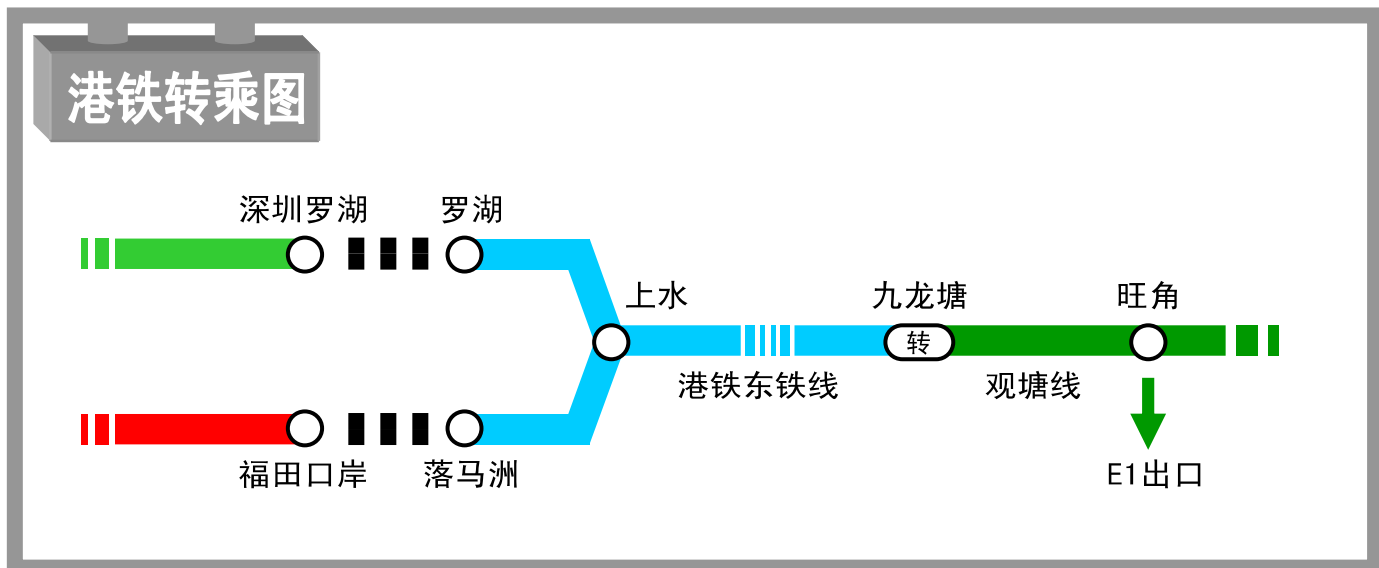 港铁转乘图
深圳罗湖
罗湖
上水
九龙塘
旺角
转
港铁东铁线
观塘线
福田口岸
落马洲
E1出口